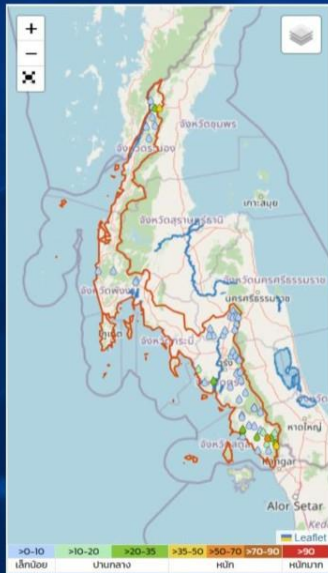 +
−
จังหวัดชุมพร
จังหวัดระนอง
เกาะสมุย
จังหวัดสุราษฎร์ธานี
จังหวัดพังงา
จังหวัดนครศรีธรรมราช
นครศรีธรรมราช
ภูเก็ต
จังหวัดกระบี่
ตรัง
หาดใหญ่
จังหวัดสตูล
Kangar
Alor Setar
Leaflet
>0-10 >10-20 >20-35 >35-50 >50-70 >70-90 >90
เล็กน้อย ปานกลาง หนัก หนักมาก